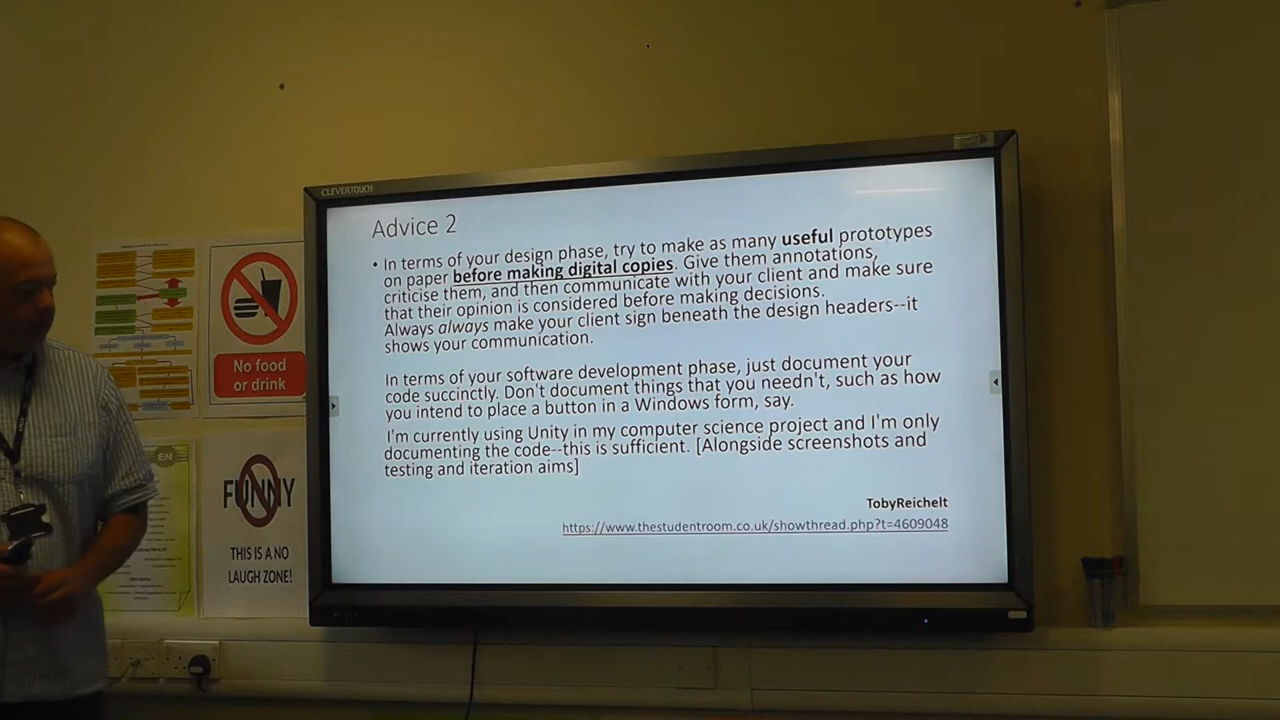 CLEVERTOUCH
Advice 2
• In terms of your design phase, try to make as many useful prototypes
on paper before making digital copies. Give them annotations,
criticise them, and then communicate with your client and make sure
that their opinion is considered before making decisions.
Always always make your client sign beneath the design headers--it
shows your communication.
In terms of your software development phase, just document your
code succinctly. Don't document things that you needn't, such as how
you intend to place a button in a Windows form, say.
I'm currently using Unity in my computer science project and I'm only
documenting the code--this is sufficient. [Alongside screenshots and
testing and iteration aims]
TobyReichelt
https://www.thestudentroom.co.uk/showthread.php?t=4609048
No food
or drink
EN
FUNNY
THIS IS A NO
LAUGH ZONE!